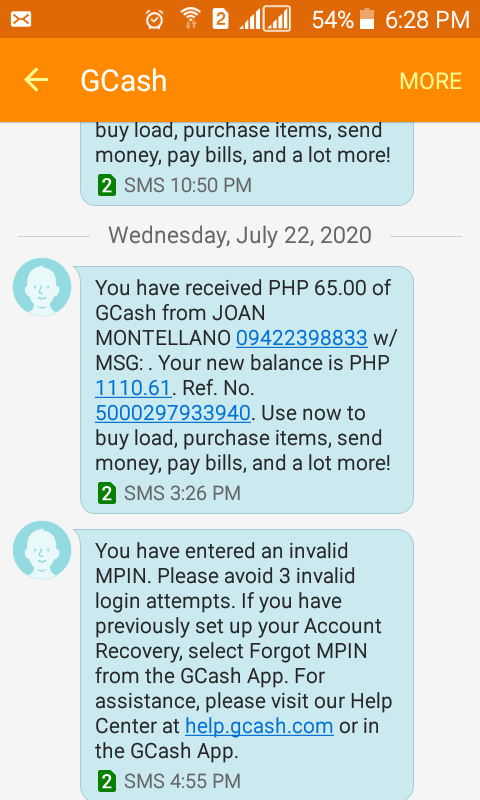 2 54% 6:28 PM
GCash MORE
buy load, purchase items, send
money, pay bills, and a lot more!
2 SMS 10:50 PM
Wednesday, July 22, 2020
You have received PHP 65.00 of
GCash from JOAN
MONTELLANO 09422398833 w/
MSG: . Your new balance is PHP
1110.61. Ref. No.
5000297933940. Use now to
buy load, purchase items, send
money, pay bills, and a lot more!
2 SMS 3:26 PM
You have entered an invalid
MPIN. Please avoid 3 invalid
login attempts. If you have
previously set up your Account
Recovery, select Forgot MPIN
from the GCash App. For
assistance, please visit our Help
Center at help.gcash.com or in
the GCash App.
2 SMS 4:55 PM